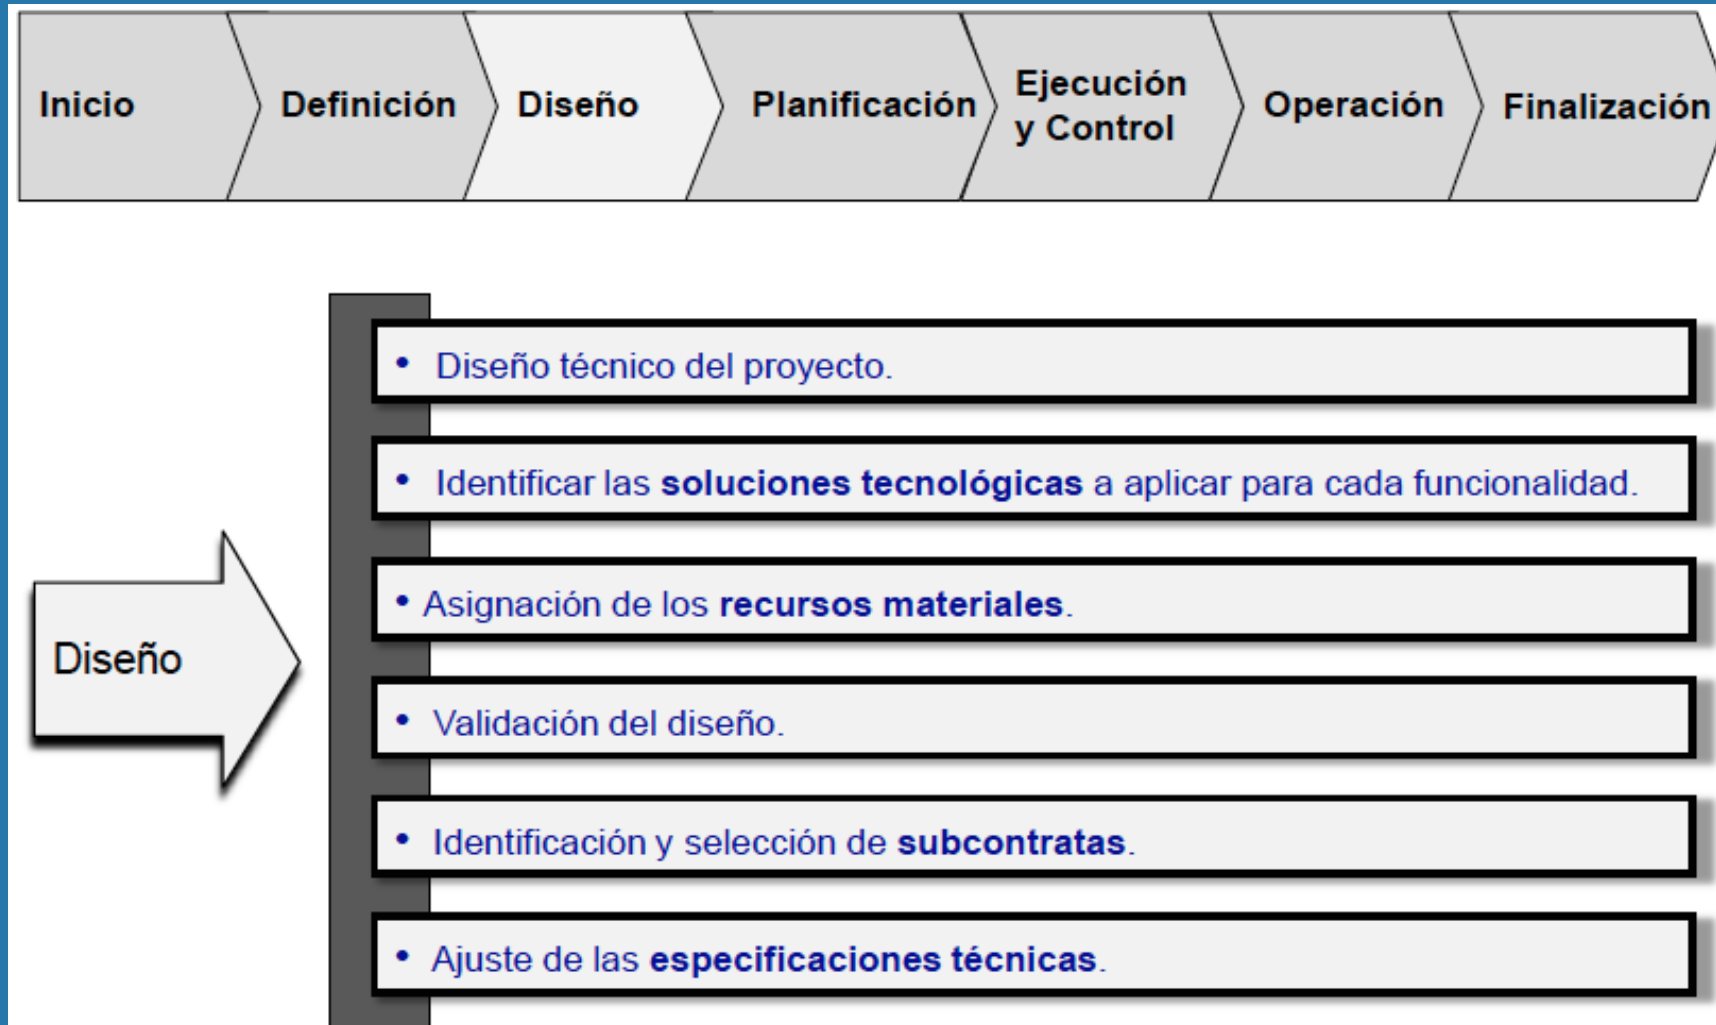 Inicio
Definición
Diseño
Planificación
Ejecución
y Control
Operación
Finalización
Diseño
• Diseño técnico del proyecto.
• Identificar las soluciones tecnológicas a aplicar para cada funcionalidad.
• Asignación de los recursos materiales.
• Validación del diseño.
• Identificación y selección de subcontratas.
• Ajuste de las especificaciones técnicas.